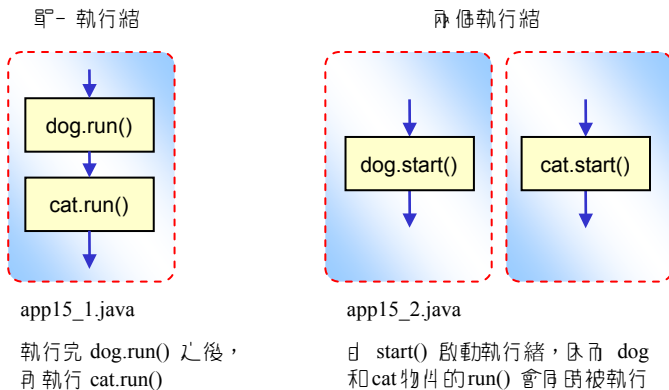 單一執行緒
兩個執行緒
dog.run()
cat.run()
dog.start()
cat.start()
app15_1.java
app15_2.java
執行完 dog.run() 之後，
再執行 cat.run()
由 start() 啟動執行緒，因而 dog
和cat物件的run() 會同時被執行